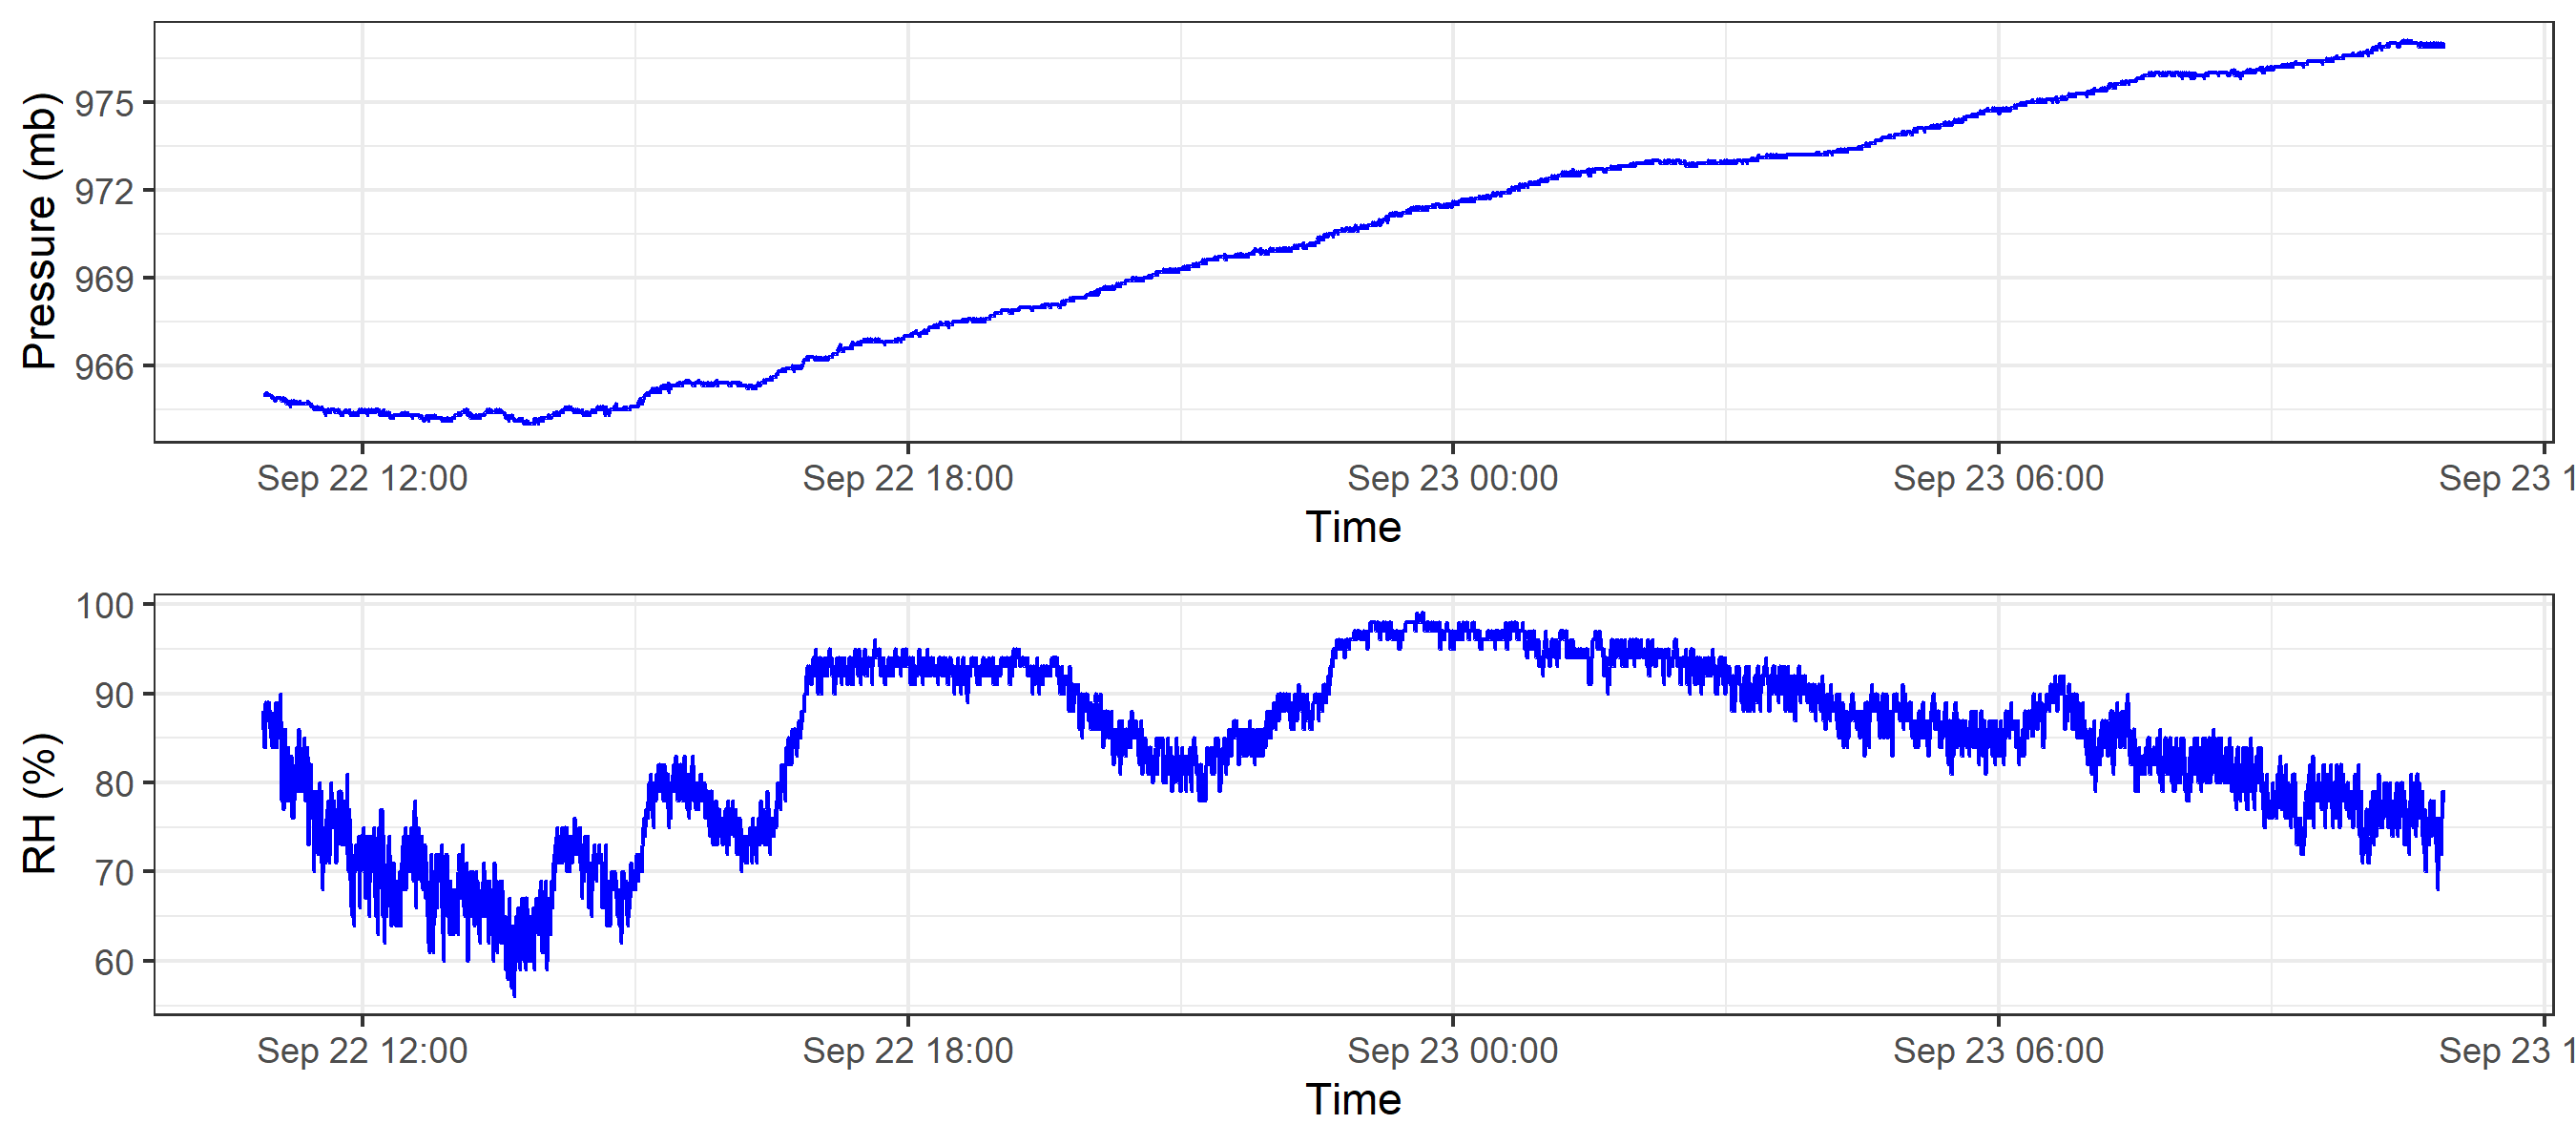 Pressure (mb)
975
972
969
966
Sep 22 12:00
Sep 22 18:00
Sep 23 00:00
Sep 23 06:00
Sep 23 1
Time
RH (%)
100
90
80
70
60
Sep 22 12:00
Sep 22 18:00
Sep 23 00:00
Sep 23 06:00
Sep 23 1
Time